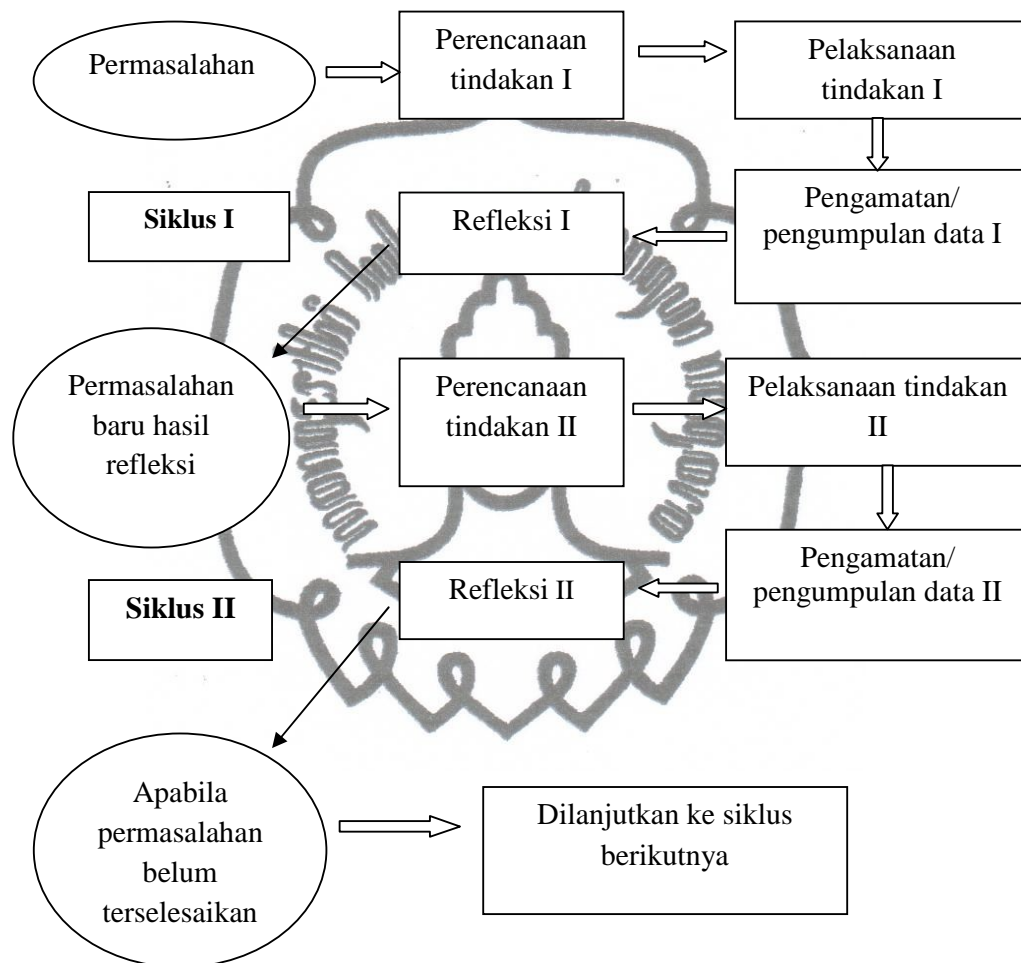 Permasalahan
Perencanaan
tindakan I
Pelaksanaan
tindakan I
Siklus I
Refleksi I
Pengamatan/
pengumpulan data I
Permasalahan
baru hasil
refleksi
Perencanaan
tindakan II
Pelaksanaan tindakan
II
Siklus II
Refleksi II
Pengamatan/
pengumpulan data II
Apabila
permasalahan
belum
terselesaikan
Dilanjutkan ke siklus
berikutnya